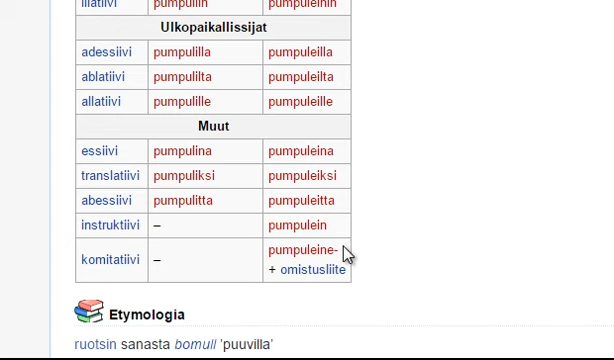 illatiivi pumpuliin pumpuleihin
Ulkopaikallissijat
adessiivi pumpulilla pumpuleilla
ablatiivi pumpulilta pumpuleilta
allatiivi pumpulille pumpuleille
Muut
essiivi pumpulina pumpuleina
translatiivi pumpuliksi pumpuleiksi
abessiivi pumpulitta pumpuleitta
instruktiivi – pumpulein
komitatiivi – pumpuleine-
+ omistusliite
Etymologia
ruotsin sanasta bomull 'puuvilla'